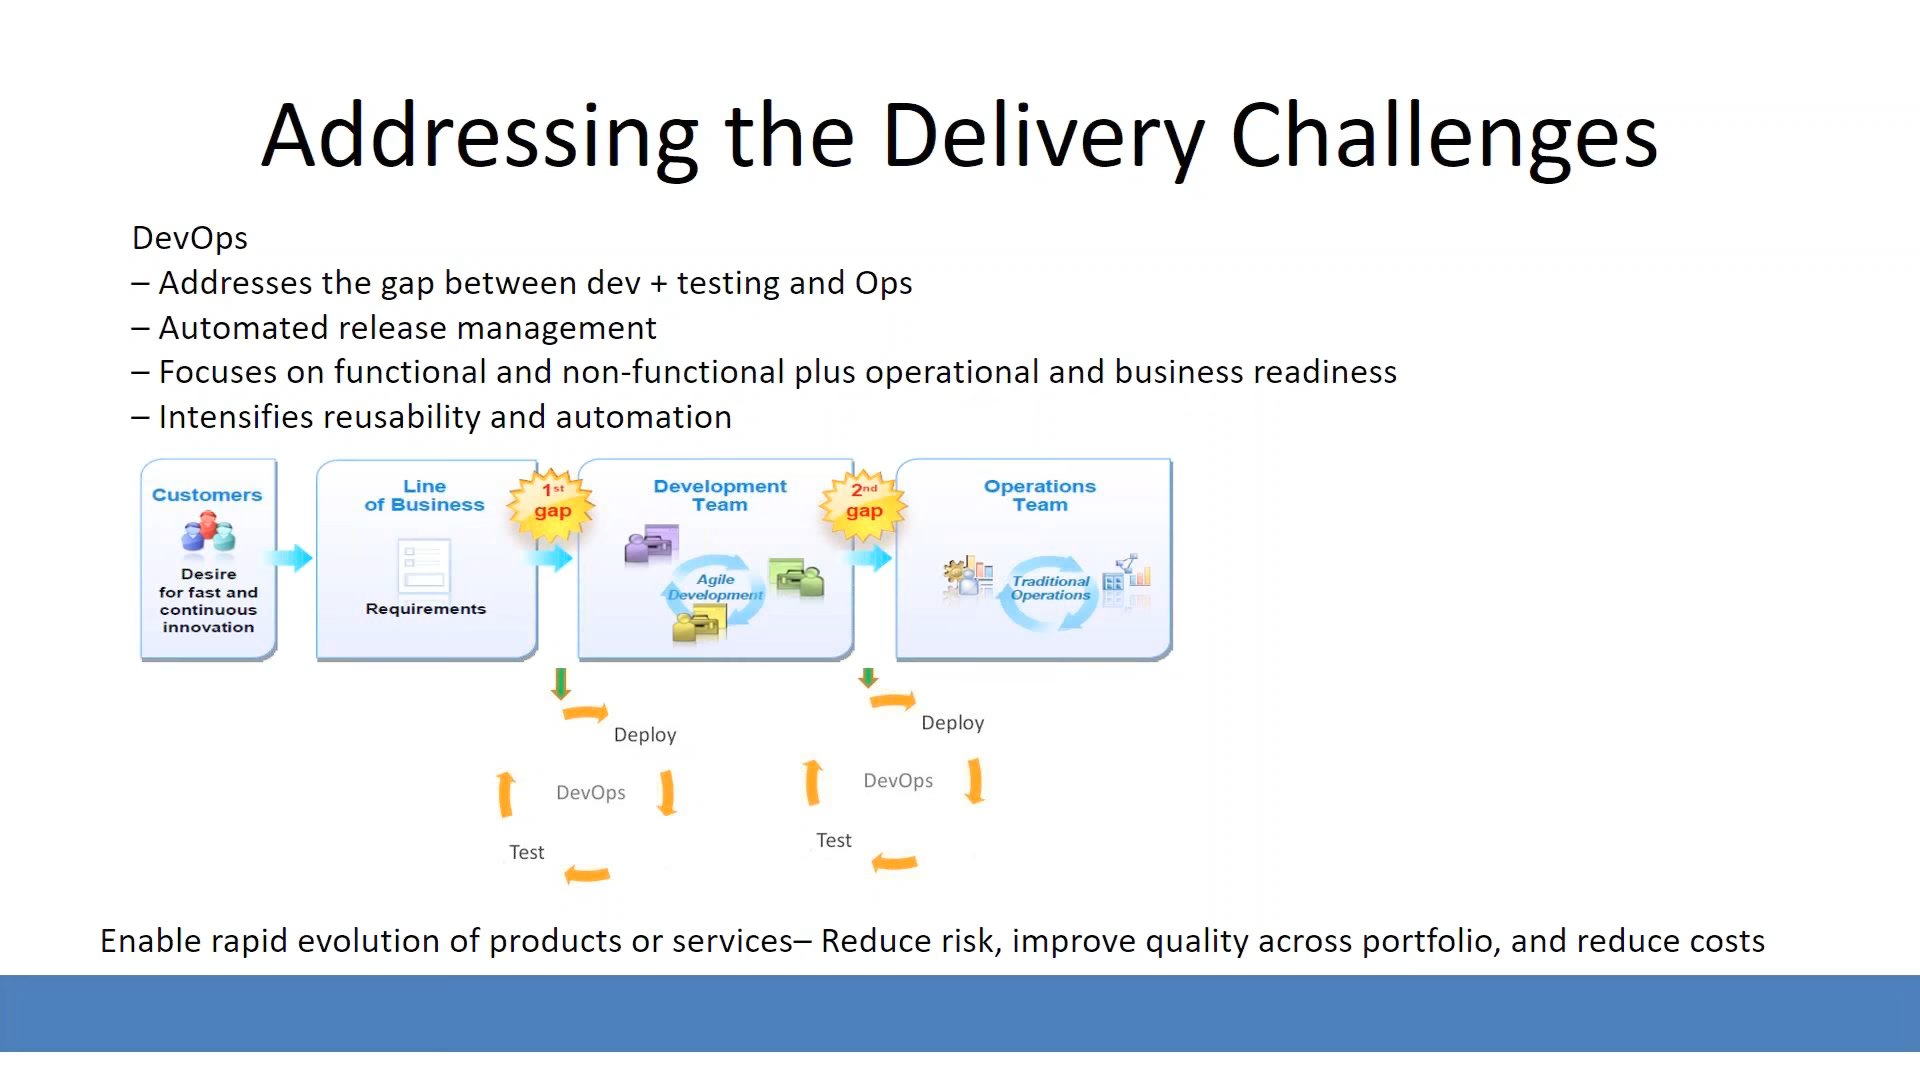 Addressing the Delivery Challenges
DevOps
– Addresses the gap between dev + testing and Ops
– Automated release management
– Focuses on functional and non-functional plus operational and business readiness
– Intensifies reusability and automation
Customers
Desire
for fast and
continuous
innovation
Line
of Business
Requirements
1st
gap
Development
Team
Agile
Development
2nd
gap
Operations
Team
Traditional
Operations
Deploy
DevOps
Test
Deploy
DevOps
Test
Enable rapid evolution of products or services– Reduce risk, improve quality across portfolio, and reduce costs